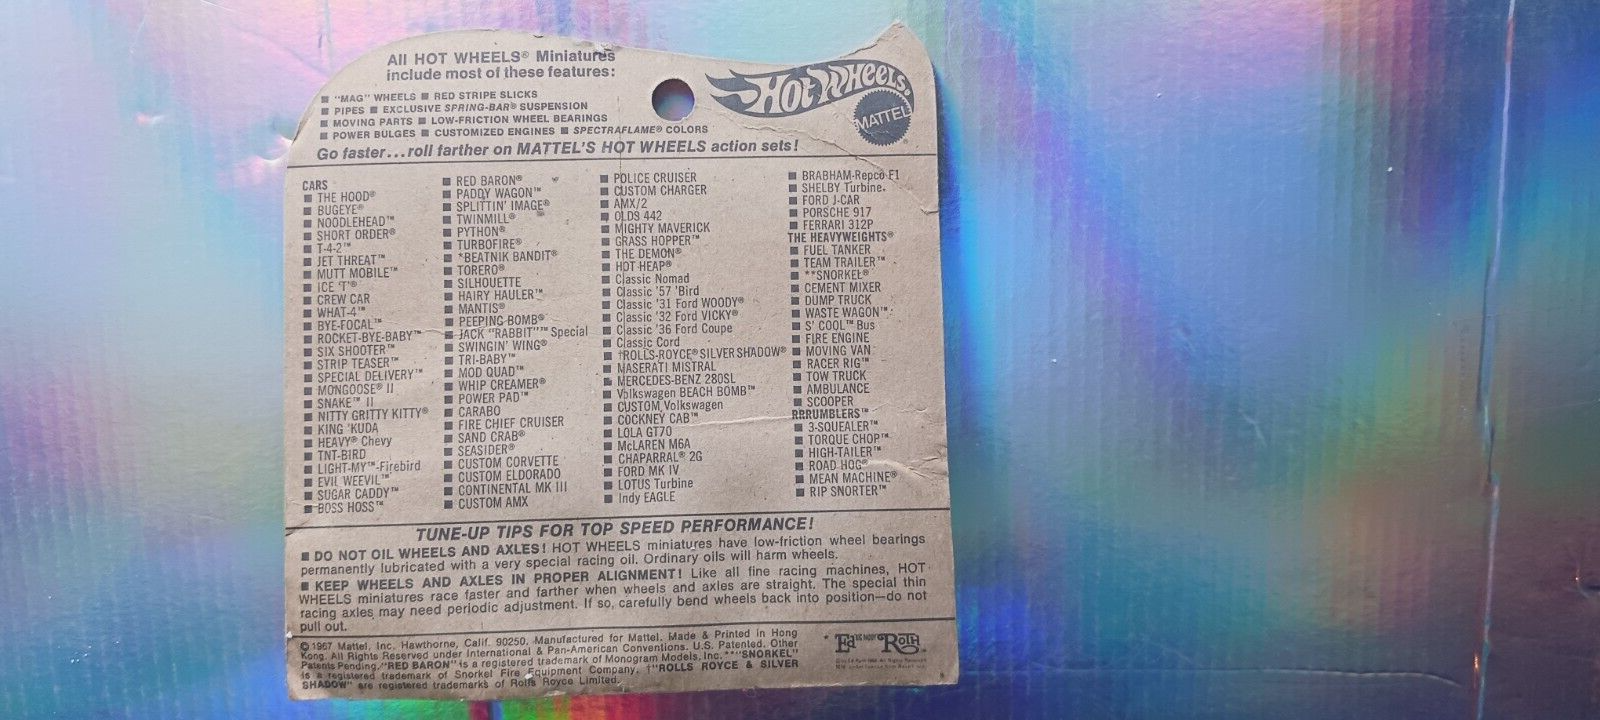 All HOT WHEELS® Miniatures
include most of these features:
■ "MAG" WHEELS ■ RED STRIPE SLICKS
■ PIPES ■ EXCLUSIVE SPRING-BAR® SUSPENSION
■ MOVING PARTS ■ LOW-FRICTION WHEEL BEARINGS
■ POWER BULGES ■ CUSTOMIZED ENGINES ■ SPECTRAFLAME® COLORS
Go faster...roll farther on MATTEL'S HOT WHEELS action sets!
HOT WHEELS®
MATTEL®
CARS
■ THE HOOD®
■ BUGEYE®
■ NOODLEHEAD™
■ SHORT ORDER®
■ T-4-2™
■ JET THREAT™
■ MUTT MOBILE™
■ ICE 'T'®
■ CREW CAR
■ WHAT-4™
■ BYE-FOCAL™
■ ROCKET-BYE-BABY™
■ SIX SHOOTER™
■ STRIP TEASER™
■ SPECIAL DELIVERY™
■ MONGOOSE® II
■ SNAKE™ II
■ NITTY GRITTY KITTY®
■ KING 'KUDA
■ HEAVY® Chevy
■ TNT-BIRD
■ LIGHT-MY™-Firebird
■ EVIL WEEVIL™
■ SUGAR CADDY™
■ BOSS HOSS™
■ RED BARON®
■ PADDY WAGON™
■ SPLITTIN' IMAGE®
■ TWINMILL®
■ PYTHON®
■ TURBOFIRE®
■ *BEATNIK BANDIT®
■ TORERO®
■ SILHOUETTE
■ HAIRY HAULER™
■ MANTIS®
■ PEEPING BOMB®
■ JACK "RABBIT"™ Special
■ SWINGIN' WING®
■ TRI-BABY™
■ MOD QUAD™
■ WHIP CREAMER®
■ POWER PAD™
■ CARABO
■ FIRE CHIEF CRUISER
■ SAND CRAB®
■ SEASIDER®
■ CUSTOM CORVETTE
■ CUSTOM ELDORADO
■ CONTINENTAL MK III
■ CUSTOM AMX
■ POLICE CRUISER
■ CUSTOM CHARGER
■ AMX/2
■ OLDS 442
■ MIGHTY MAVERICK
■ GRASS HOPPER™
■ THE DEMON®
■ HOT HEAP®
■ Classic Nomad
■ Classic '57 'Bird
■ Classic '31 Ford WOODY®
■ Classic '32 Ford VICKY®
■ Classic '36 Ford Coupe
■ Classic Cord
■ †ROLLS-ROYCE® SILVER SHADOW®
■ MASERATI MISTRAL
■ MERCEDES-BENZ 280SL
■ Volkswagen BEACH BOMB™
■ CUSTOM Volkswagen
■ COCKNEY CAB™
■ LOLA GT70
■ McLAREN M6A
■ CHAPARRAL® 2G
■ FORD MK IV
■ LOTUS Turbine
■ Indy EAGLE
■ BRABHAM-Repco F1
■ SHELBY Turbine
■ FORD J-CAR
■ PORSCHE 917
■ FERRARI 312P
THE HEAVYWEIGHTS®
■ FUEL TANKER
■ TEAM TRAILER™
■ **SNORKEL®
■ CEMENT MIXER
■ DUMP TRUCK
■ WASTE WAGON™
■ S' COOL™ Bus
■ FIRE ENGINE
■ MOVING VAN
■ RACER RIG™
■ TOW TRUCK
■ AMBULANCE
■ SCOOPER
RRRUMBLERS™
■ 3-SQUEALER™
■ TORQUE CHOP™
■ HIGH-TAILER™
■ ROAD HOG®
■ MEAN MACHINE®
■ RIP SNORTER™
TUNE-UP TIPS FOR TOP SPEED PERFORMANCE!
■ DO NOT OIL WHEELS AND AXLES! HOT WHEELS miniatures have low-friction wheel bearings
permanently lubricated with a very special racing oil. Ordinary oils will harm wheels.
■ KEEP WHEELS AND AXLES IN PROPER ALIGNMENT! Like all fine racing machines, HOT
WHEELS miniatures race faster and farther when wheels and axles are straight. The special thin
racing axles may need periodic adjustment. If so, carefully bend wheels back into position—do not
pull out.
© 1967 Mattel, Inc. Hawthorne, Calif. 90250. Manufactured for Mattel. Made & Printed in Hong
Kong. All Rights Reserved under International & Pan-American Conventions. U.S. Patented. Other
Patents Pending. "RED BARON" is a registered trademark of Monogram Models, Inc. **"SNORKEL"
is a registered trademark of Snorkel Fire Equipment Company. †"ROLLS ROYCE & SILVER
SHADOW" are registered trademarks of Rolls Royce Limited.
* Ed "BIG DADDY" ROTH